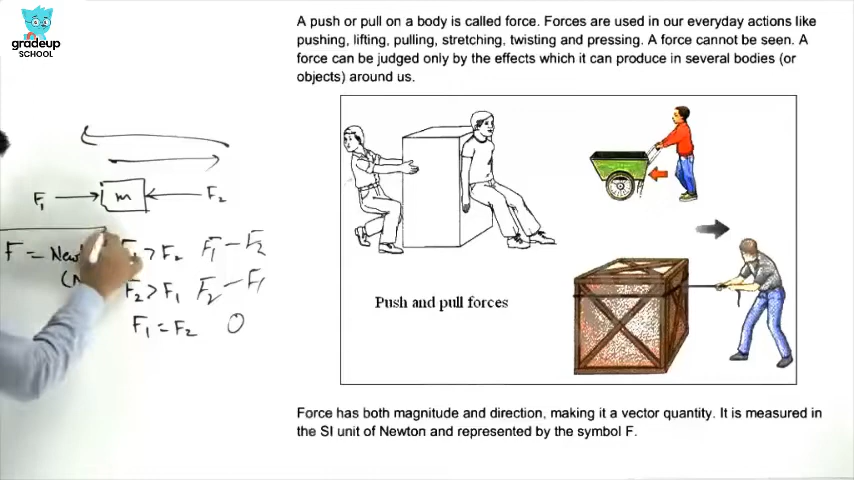 gradeup
SCHOOL
A push or pull on a body is called force. Forces are used in our everyday actions like
pushing, lifting, pulling, stretching, twisting and pressing. A force cannot be seen. A
force can be judged only by the effects which it can produce in several bodies (or
objects) around us.
F₁ m F₂
F = New
F₁ > F₂ F₁ - F₂
F₂ > F₁ F₂ - F₁
F₁ = F₂ 0
Push and pull forces
Force has both magnitude and direction, making it a vector quantity. It is measured in
the SI unit of Newton and represented by the symbol F.